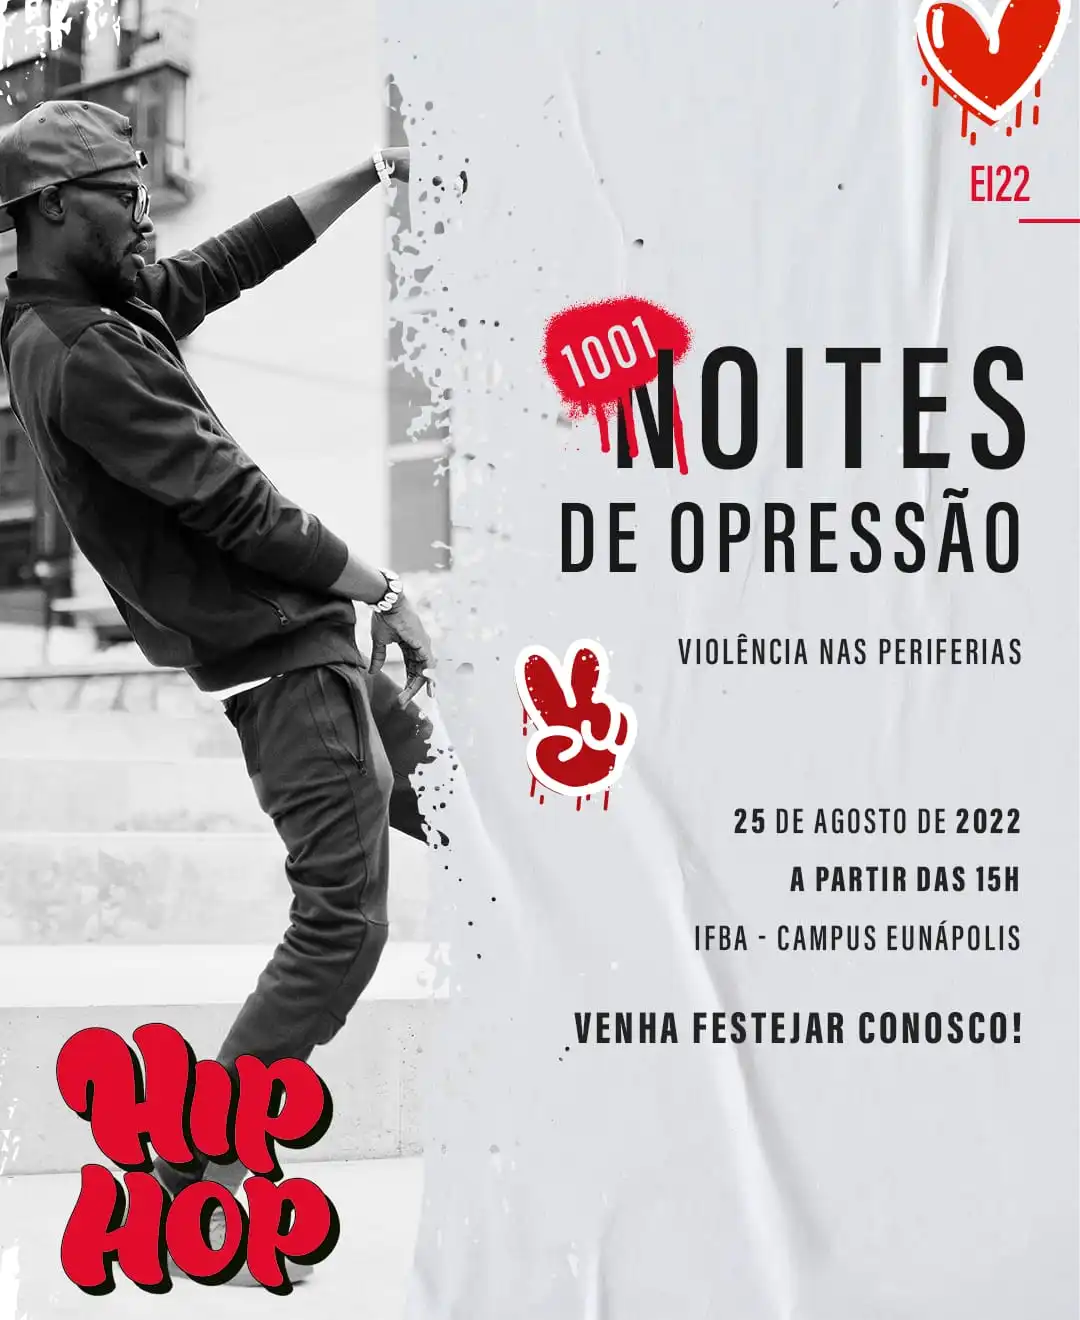 EI22
1001
NOITES
DE OPRESSÃO
VIOLÊNCIA NAS PERIFERIAS
25 DE AGOSTO DE 2022
A PARTIR DAS 15H
IFBA - CAMPUS EUNÁPOLIS
VENHA FESTEJAR CONOSCO!
HIP
HOP